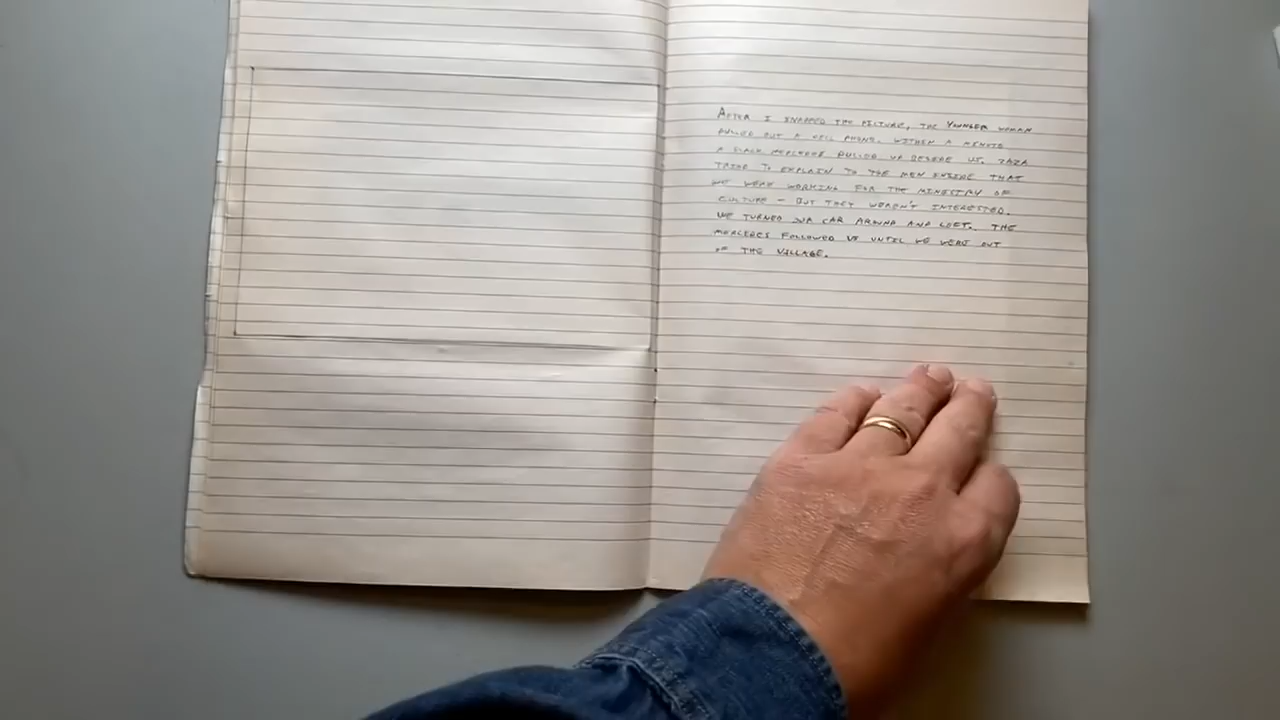 AFTER I SNAPPED THE PICTURE, THE YOUNGER WOMAN
PULLED OUT A CELL PHONE. WITHIN A MINUTE
A BLACK MERCEDES PULLED UP BESIDE US. ZAZA
TRIED TO EXPLAIN TO THE MEN INSIDE THAT
WE WERE WORKING FOR THE MINISTRY OF
CULTURE – BUT THEY WEREN'T INTERESTED.
WE TURNED OUR CAR AROUND AND LEFT. THE
MERCEDES FOLLOWED US UNTIL WE WERE OUT
OF THE VILLAGE.